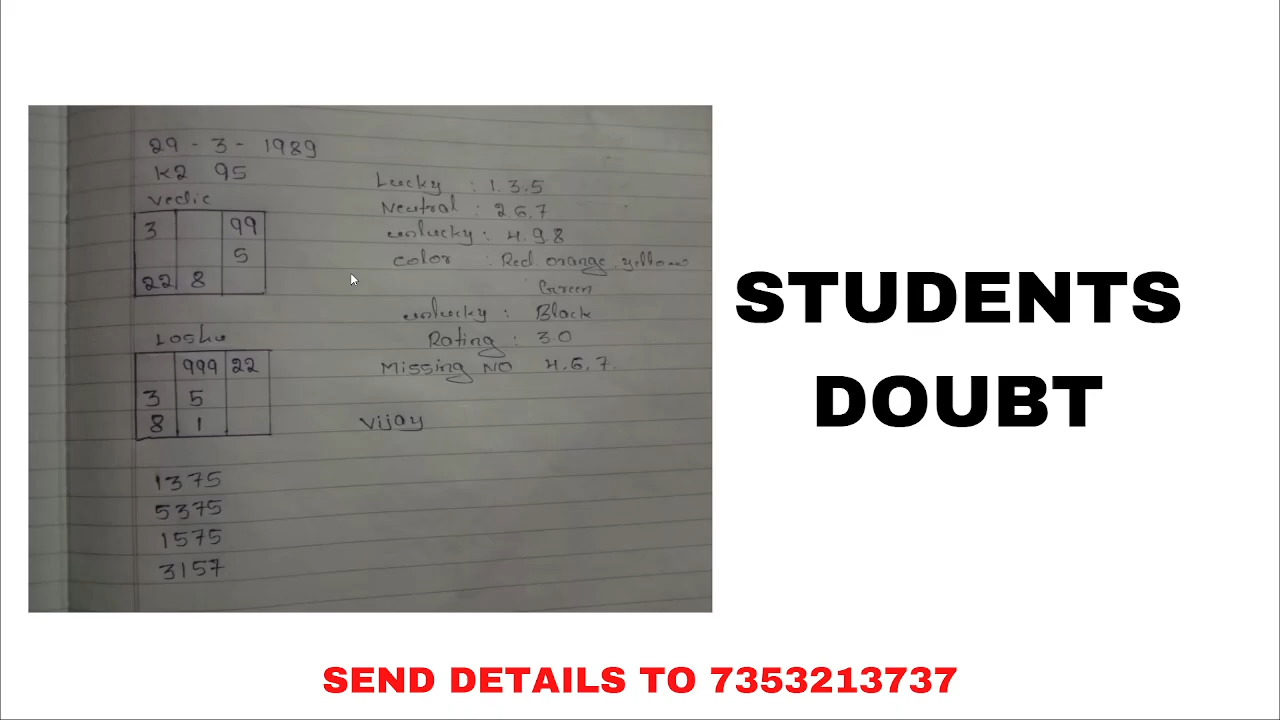 29 - 3 - 1989
K2 95
vedic
3 99
5
22 8
Loshu
999 22
3 5
8 1
1375
5375
1575
3157
Lucky : 1.3.5
Neutral : 2.6.7
unlucky : 4.9.8
color : Red orange, yellow
Green
unlucky : Black
Rating : 3.0
Missing NO 4.6.7.
vijay
STUDENTS
DOUBT
SEND DETAILS TO 7353213737